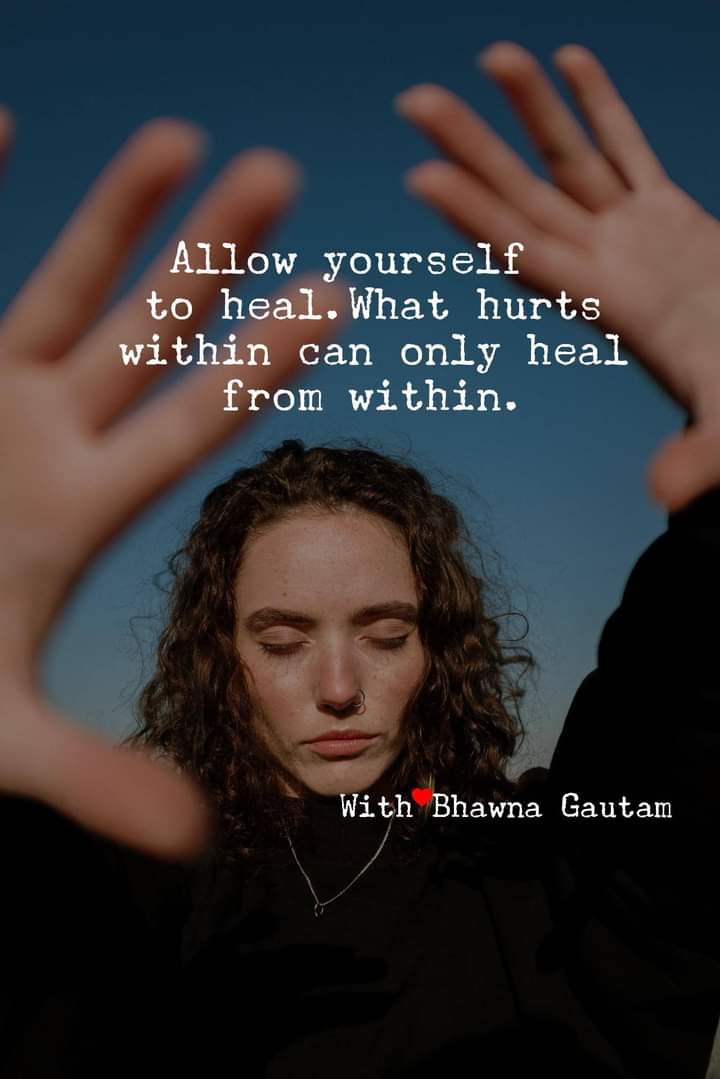 Allow yourself
to heal. What hurts
within can only heal
from within.
With❤Bhawna Gautam